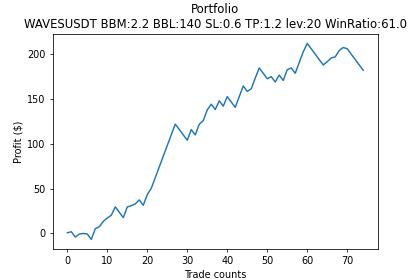 Portfolio
WAVESUSDT BBM:2.2 BBL:140 SL:0.6 TP:1.2 lev:20 WinRatio:61.0
200
150
100
50
0
Profit ($)
0 10 20 30 40 50 60 70
Trade counts